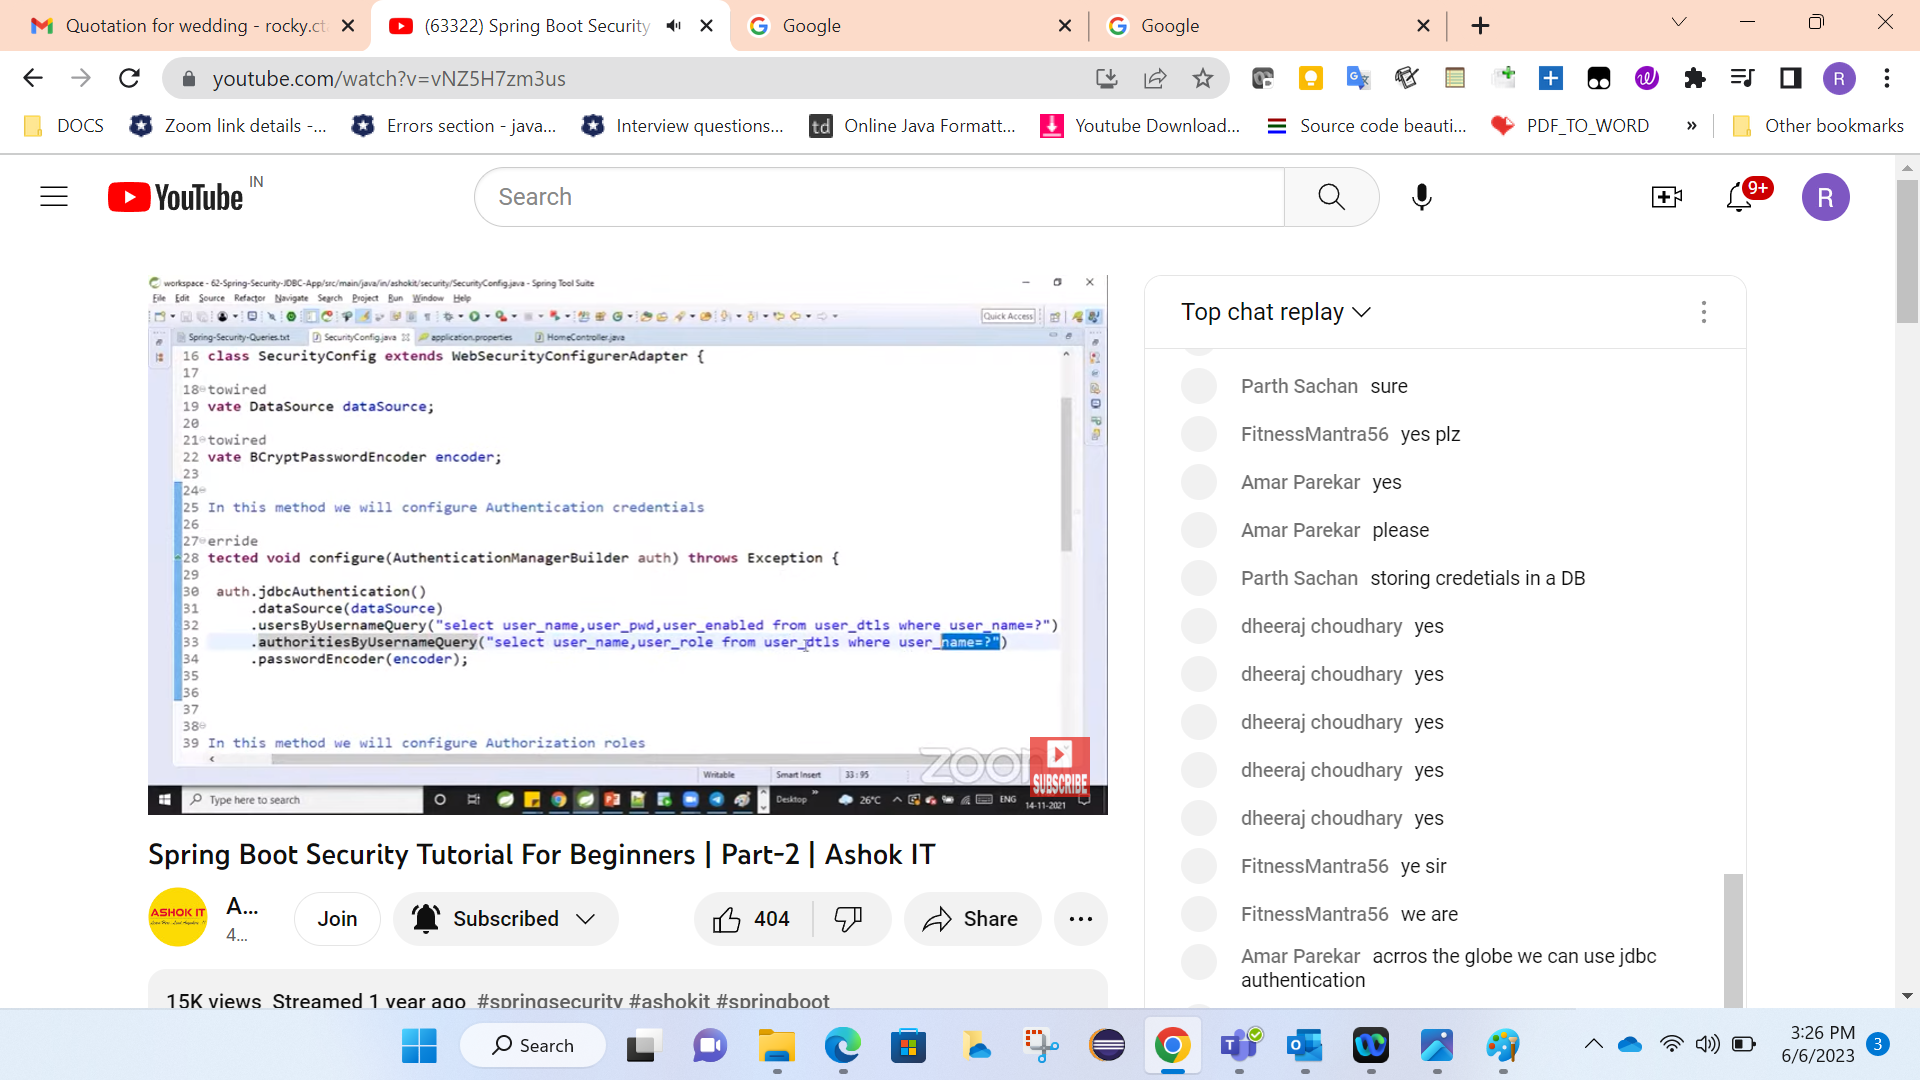 Quotation for wedding - rocky.ct
(63322) Spring Boot Security
Google
Google
youtube.com/watch?v=vNZ5H7zm3us
R
DOCS
Zoom link details -...
Errors section - java...
Interview questions...
td
Online Java Formatt...
Youtube Download...
Source code beauti...
PDF_TO_WORD
»
Other bookmarks
YouTube
IN
Search
9+
R
workspace - 62-Spring-Security-JDBC-App/src/main/java/in/ashokit/security/SecurityConfig.java - Spring Tool Suite
File Edit Source Refactor Navigate Search Project Run Window Help
Quick Access
Spring-Security-Queries.txt
SecurityConfig.java
application.properties
HomeController.java
16 class SecurityConfig extends WebSecurityConfigurerAdapter {
17
18 towired
19 vate DataSource dataSource;
20
21 towired
22 vate BCryptPasswordEncoder encoder;
23
24
25 In this method we will configure Authentication credentials
26
27 erride
28 tected void configure(AuthenticationManagerBuilder auth) throws Exception {
29
30 auth.jdbcAuthentication()
31 .dataSource(dataSource)
32 .usersByUsernameQuery("select user_name,user_pwd,user_enabled from user_dtls where user_name=?")
33 .authoritiesByUsernameQuery("select user_name,user_role from user_dtls where user_name=?")
34 .passwordEncoder(encoder);
35
36
37
38
39 In this method we will configure Authorization roles
Writable
Smart Insert
33 : 95
zoom
SUBSCRIBE
Type here to search
Desktop
26°C
ENG
14-11-2021
Top chat replay
Parth Sachan sure
FitnessMantra56 yes plz
Amar Parekar yes
Amar Parekar please
Parth Sachan storing credetials in a DB
dheeraj choudhary yes
dheeraj choudhary yes
dheeraj choudhary yes
dheeraj choudhary yes
dheeraj choudhary yes
FitnessMantra56 ye sir
FitnessMantra56 we are
Amar Parekar acrros the globe we can use jdbc
authentication
Spring Boot Security Tutorial For Beginners | Part-2 | Ashok IT
ASHOK IT
A...
4...
Join
Subscribed
404
Share
15K views Streamed 1 year ago #springsecurity #ashokit #springboot
Search
3:26 PM
6/6/2023
3